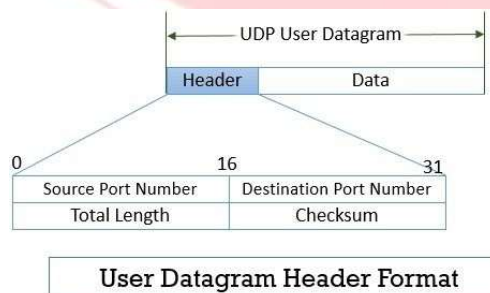 UDP User Datagram
Header Data
0 16 31
Source Port Number Destination Port Number
Total Length Checksum
User Datagram Header Format